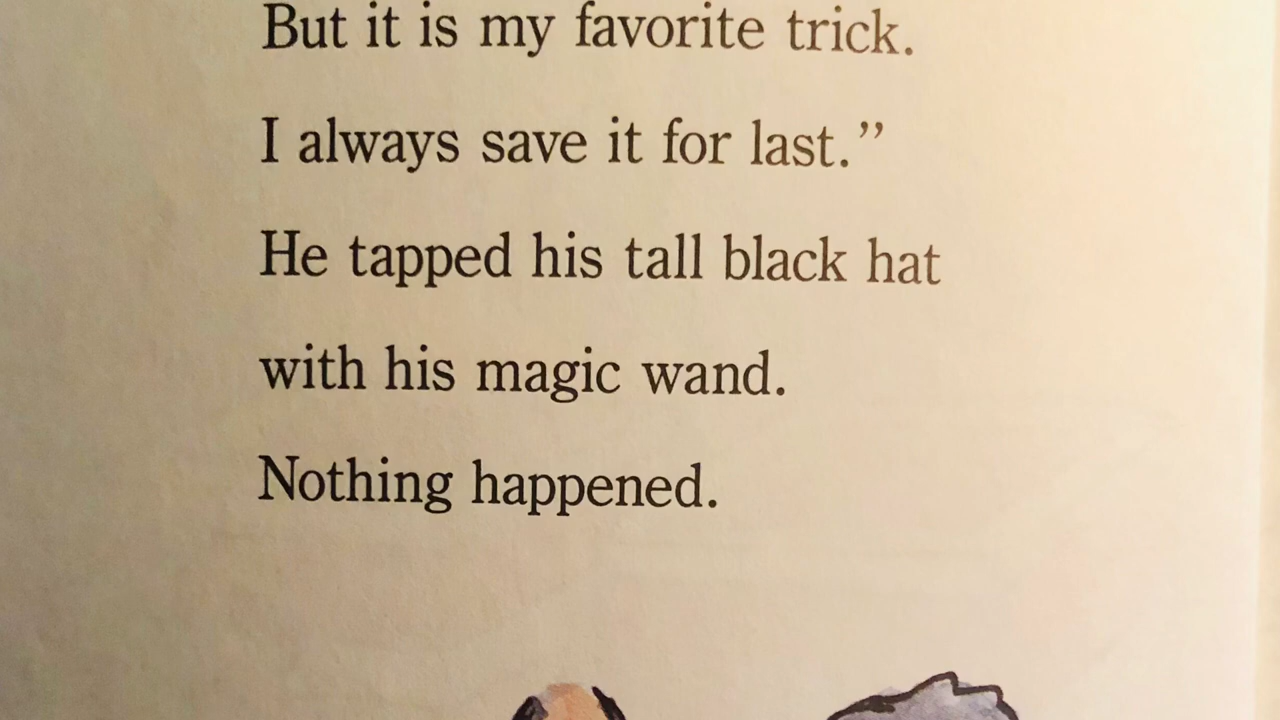 But it is my favorite trick.
I always save it for last.”
He tapped his tall black hat
with his magic wand.
Nothing happened.